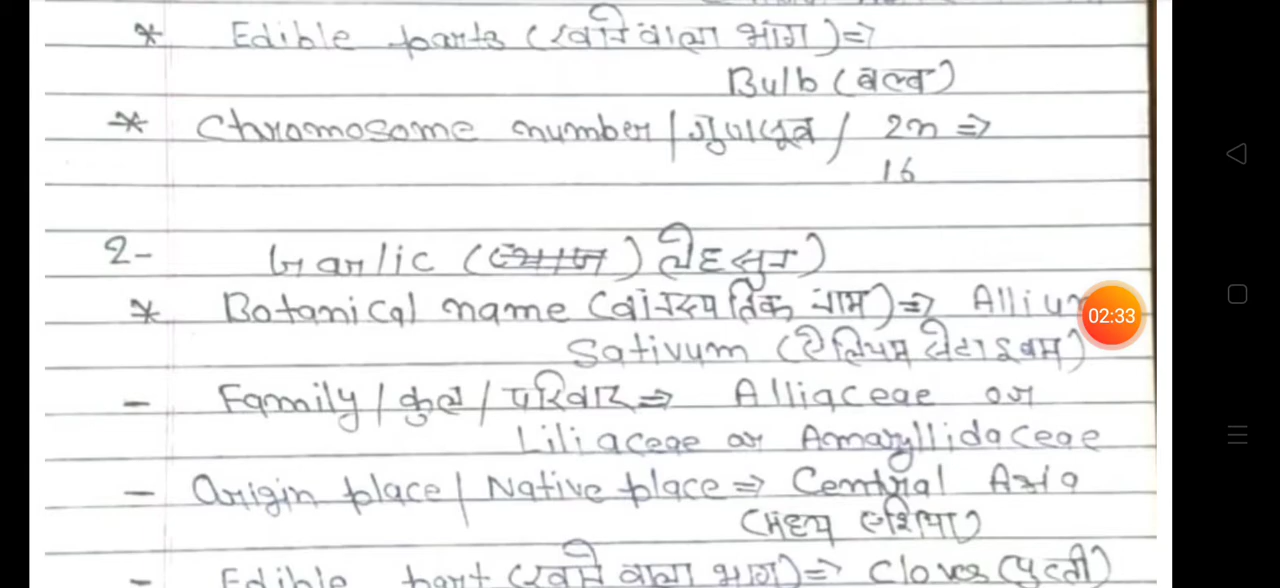 * Edible parts (खाने वाला भाग) ⇒
Bulb (बल्ब)
* Chromosome number / गुणसूत्र / 2n ⇒
16
2- Garlic (प्याज) लहसुन)
* Botanical name (वानस्पतिक नाम) ⇒ Allium
Sativum (ऐलियम सेटाइवम)
- Family / कुल / परिवार ⇒ Alliaceae or
Liliaceae or Amaryllidaceae
- Origin place / Native place ⇒ Central Asia
(मध्य एशिया)
- Edible part (खाने वाला भाग) ⇒ Cloves (पुत्ती)
02:33